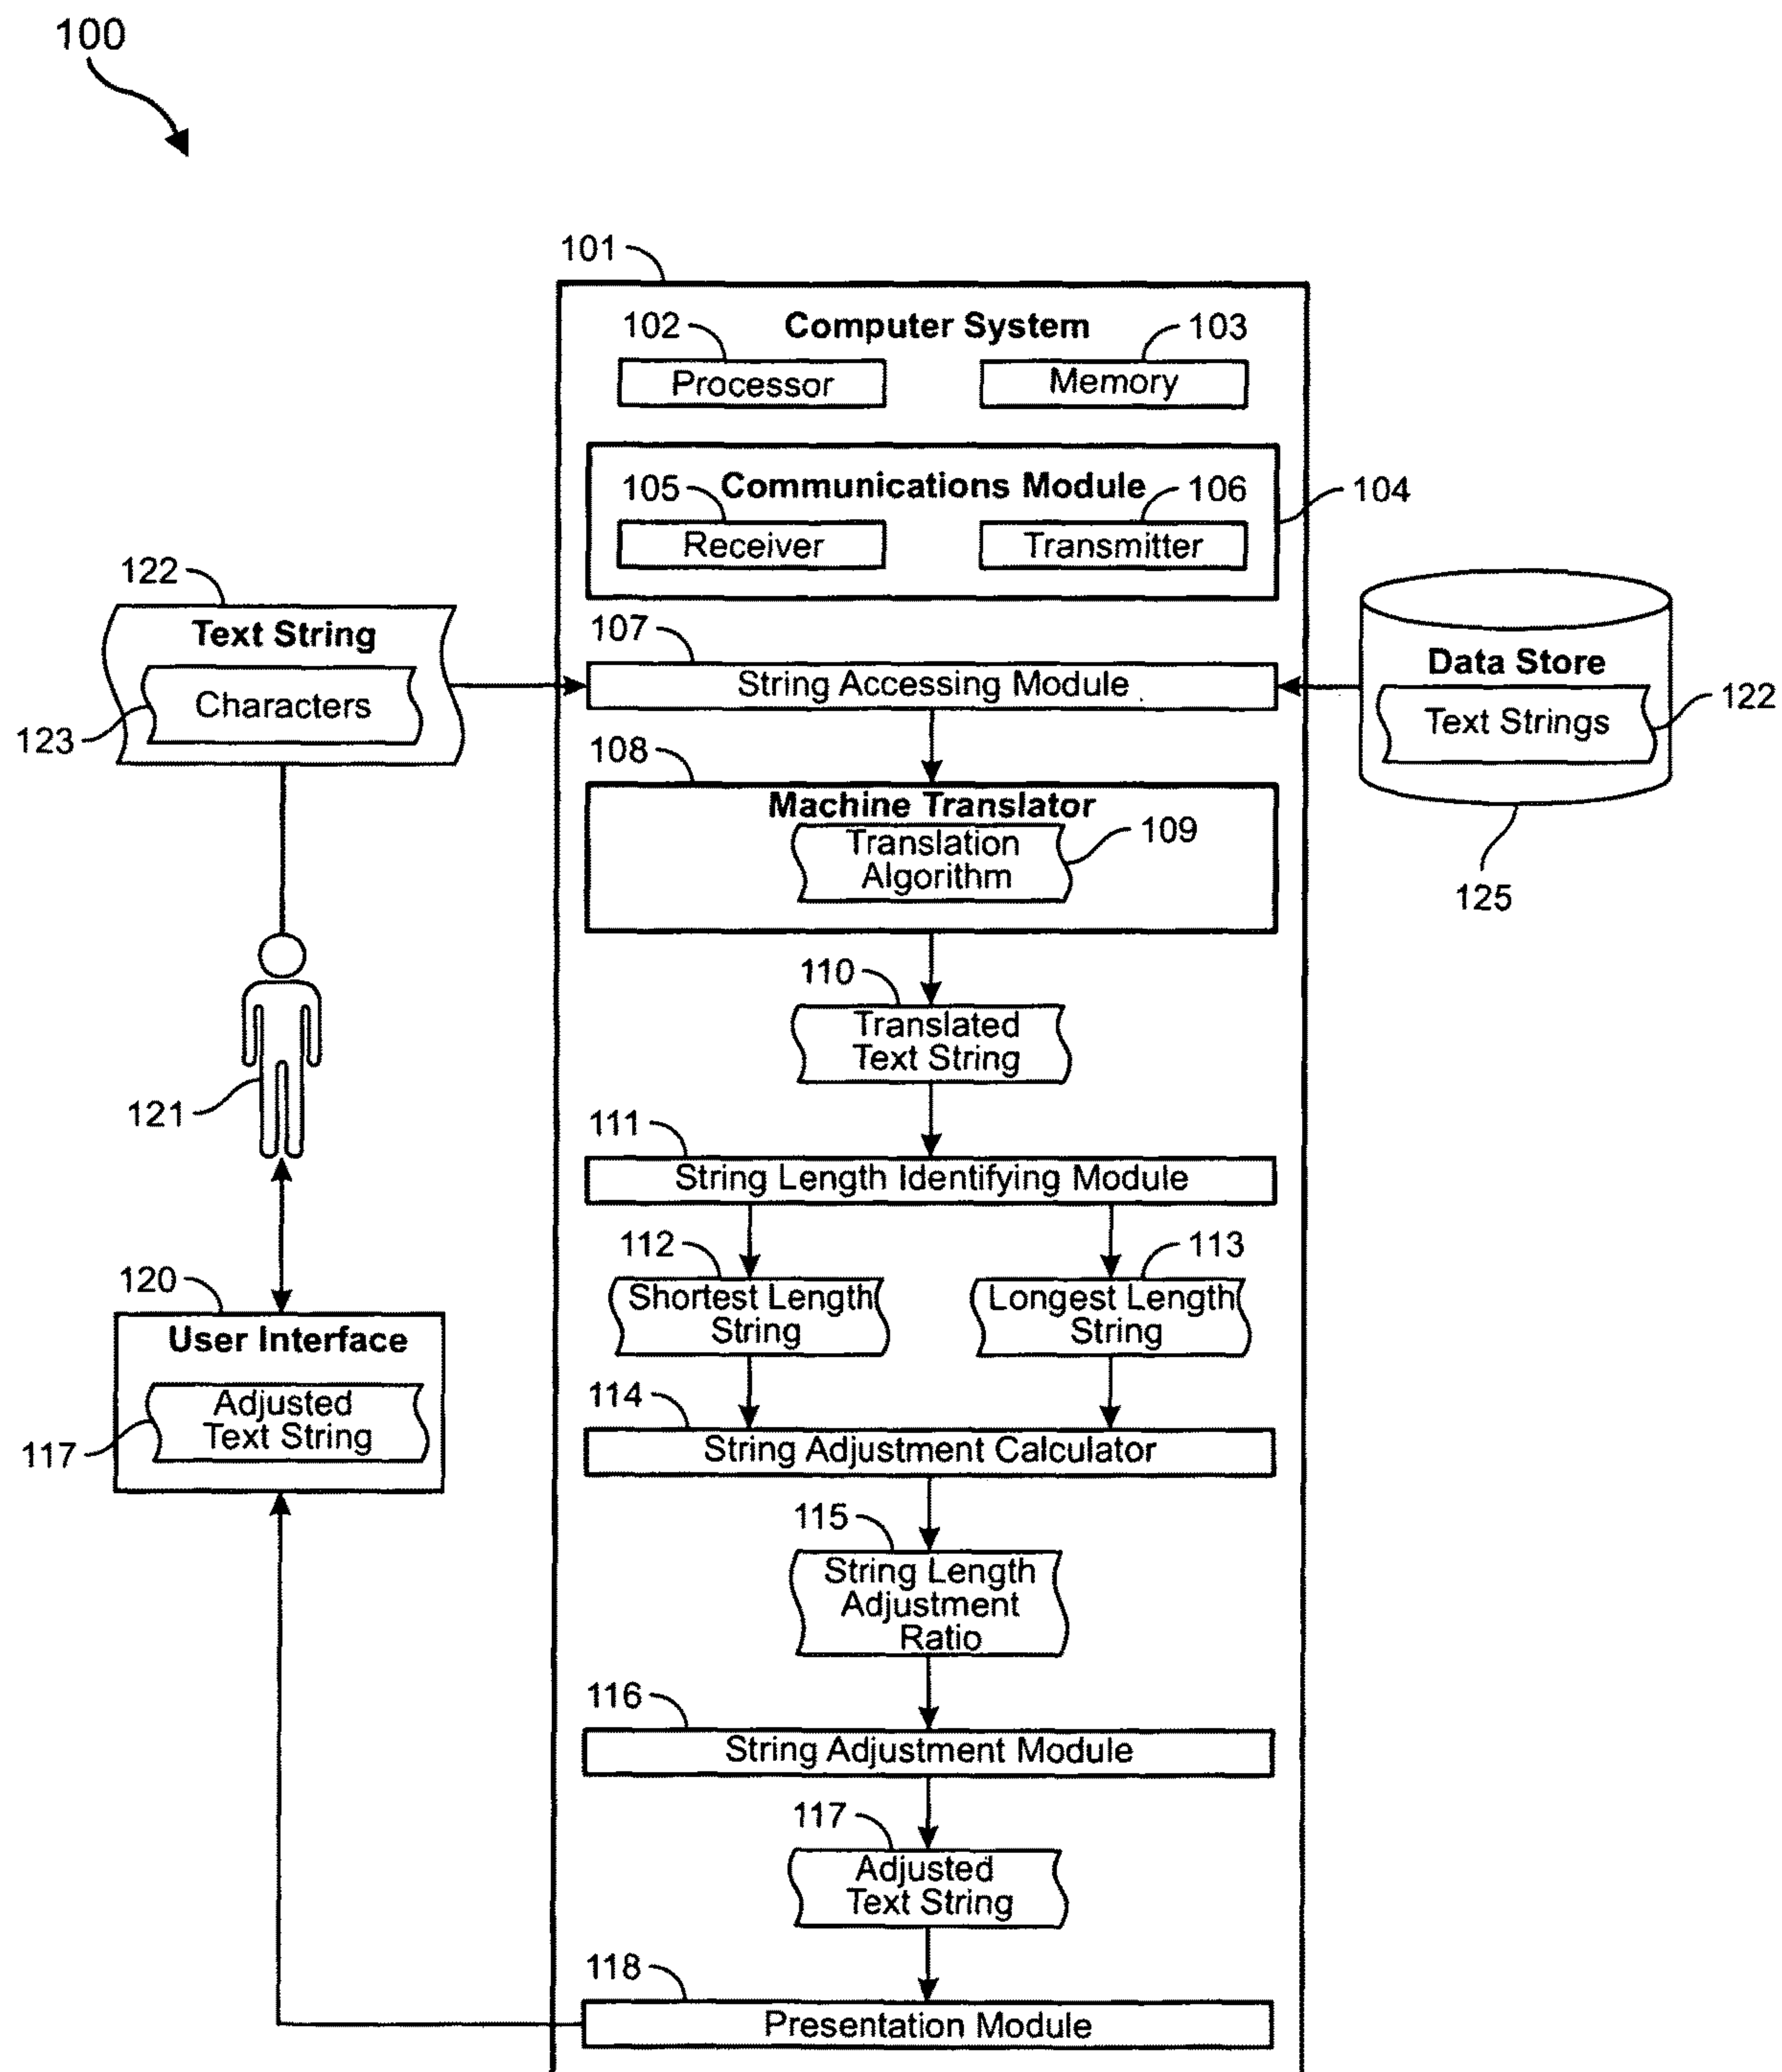 100
101
Computer System
102
103
Processor
Memory
105
Communications Module
106
104
Receiver
Transmitter
122
Text String
Characters
123
107
String Accessing Module
Data Store
Text Strings
122
125
108
Machine Translator
Translation
Algorithm
109
110
Translated
Text String
121
111
String Length Identifying Module
112
113
Shortest Length
String
Longest Length
String
120
User Interface
Adjusted
Text String
117
114
String Adjustment Calculator
115
String Length
Adjustment
Ratio
116
String Adjustment Module
117
Adjusted
Text String
118
Presentation Module